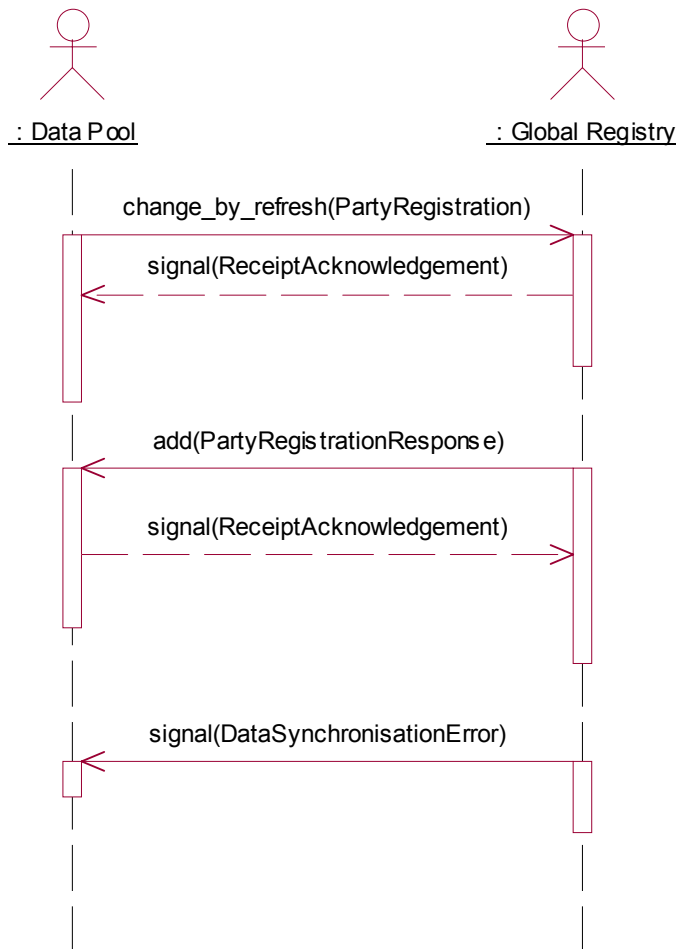 : Data Pool
: Global Registry
change_by_refresh(PartyRegistration)
signal(ReceiptAcknowledgement)
add(PartyRegistrationResponse)
signal(ReceiptAcknowledgement)
signal(DataSynchronisationError)